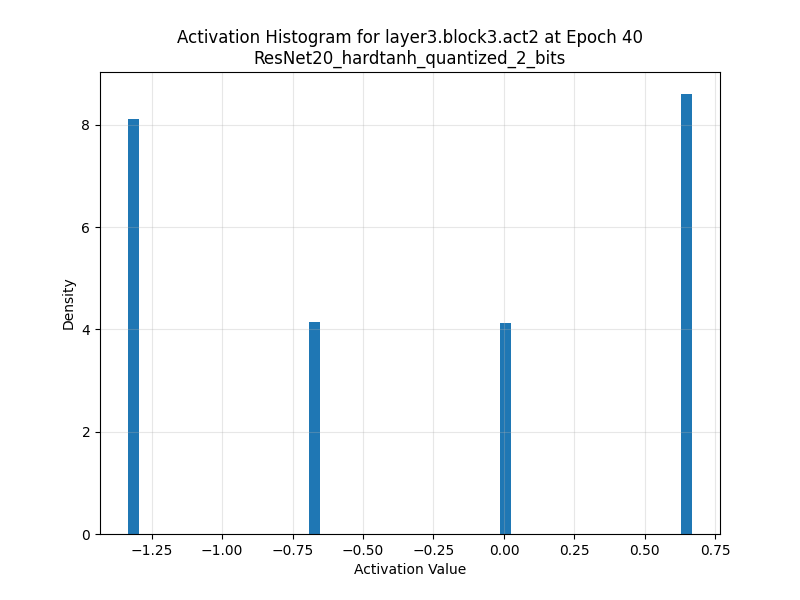 Activation Histogram for layer3.block3.act2 at Epoch 40
ResNet20_hardtanh_quantized_2_bits
Density
8
6
4
2
0
−1.25 −1.00 −0.75 −0.50 −0.25 0.00 0.25 0.50 0.75
Activation Value